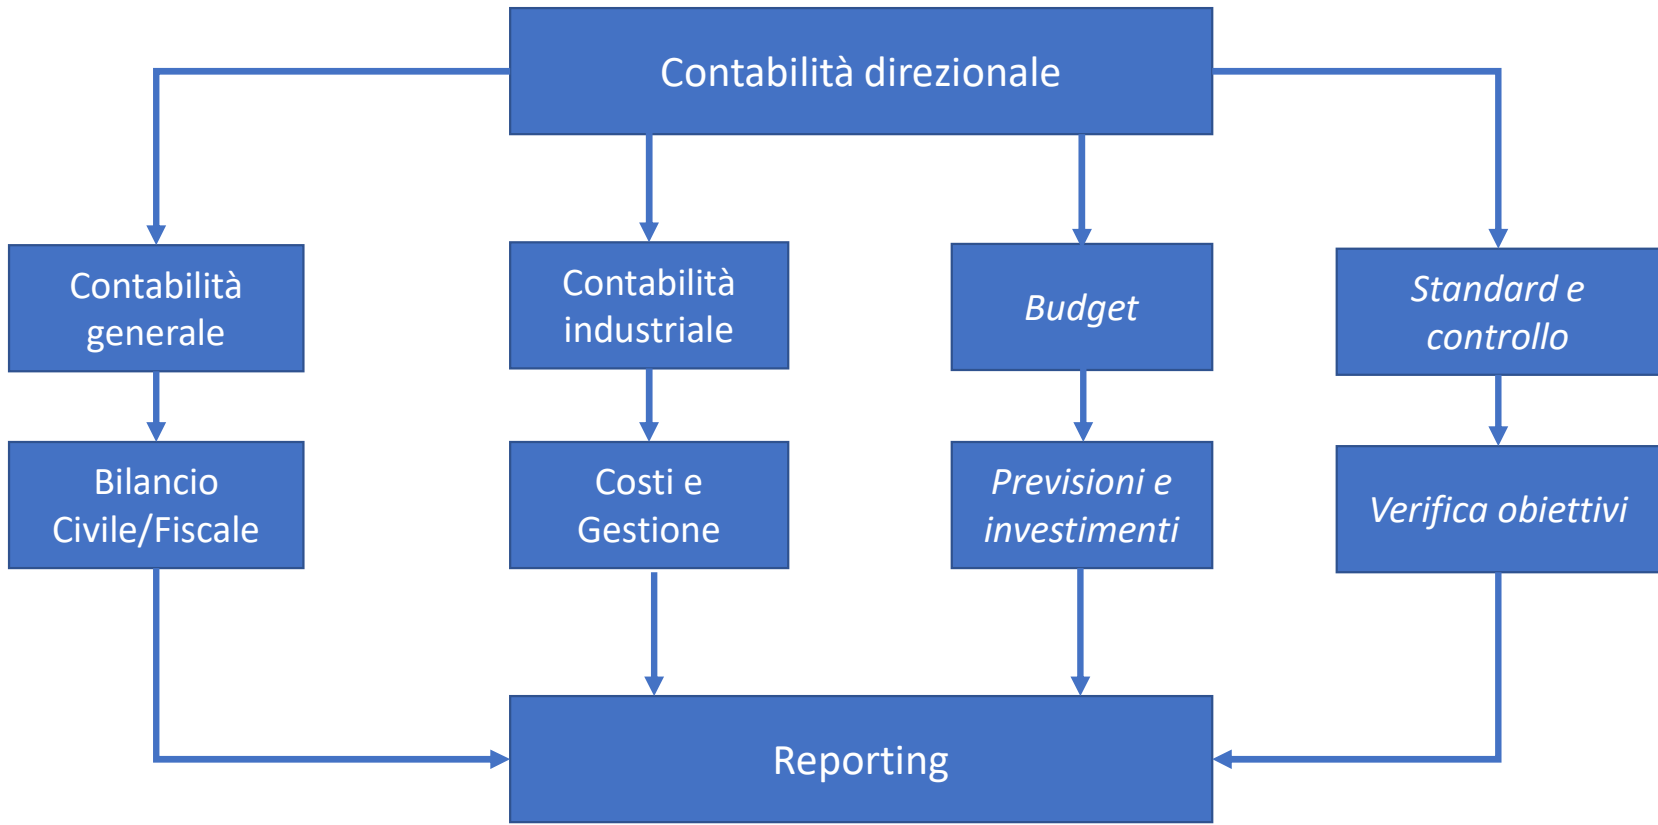 Contabilità direzionale
Contabilità
generale
Contabilità
industriale
Budget
Standard e
controllo
Bilancio
Civile/Fiscale
Costi e
Gestione
Previsioni e
investimenti
Verifica obiettivi
Reporting